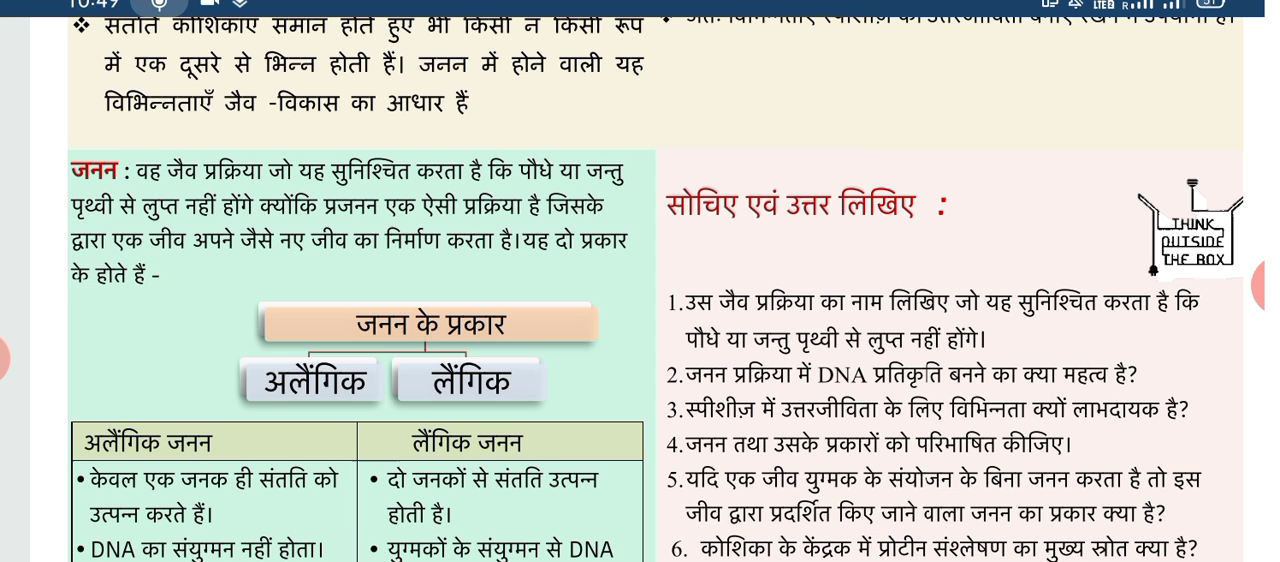 10:49
LTE
❖ संतति कोशिकाएं समान होते हुए भी किसी न किसी रूप
में एक दूसरे से भिन्न होती हैं। जनन में होने वाली यह
विभिन्नताएँ जैव -विकास का आधार हैं
जनन : वह जैव प्रक्रिया जो यह सुनिश्चित करता है कि पौधे या जन्तु
पृथ्वी से लुप्त नहीं होंगे क्योंकि प्रजनन एक ऐसी प्रक्रिया है जिसके
द्वारा एक जीव अपने जैसे नए जीव का निर्माण करता है।यह दो प्रकार
के होते हैं -
जनन के प्रकार
अलैंगिक
लैंगिक
अलैंगिक जनन
लैंगिक जनन
• केवल एक जनक ही संतति को
उत्पन्न करते हैं।
• DNA का संयुग्मन नहीं होता।
• दो जनकों से संतति उत्पन्न
होती है।
• युग्मकों के संयुग्मन से DNA
सोचिए एवं उत्तर लिखिए :
THINK
OUTSIDE
THE BOX
1.उस जैव प्रक्रिया का नाम लिखिए जो यह सुनिश्चित करता है कि
पौधे या जन्तु पृथ्वी से लुप्त नहीं होंगे।
2.जनन प्रक्रिया में DNA प्रतिकृति बनने का क्या महत्व है?
3.स्पीशीज़ में उत्तरजीविता के लिए विभिन्नता क्यों लाभदायक है?
4.जनन तथा उसके प्रकारों को परिभाषित कीजिए।
5.यदि एक जीव युग्मक के संयोजन के बिना जनन करता है तो इस
जीव द्वारा प्रदर्शित किए जाने वाला जनन का प्रकार क्या है?
6. कोशिका के केंद्रक में प्रोटीन संश्लेषण का मुख्य स्रोत क्या है?